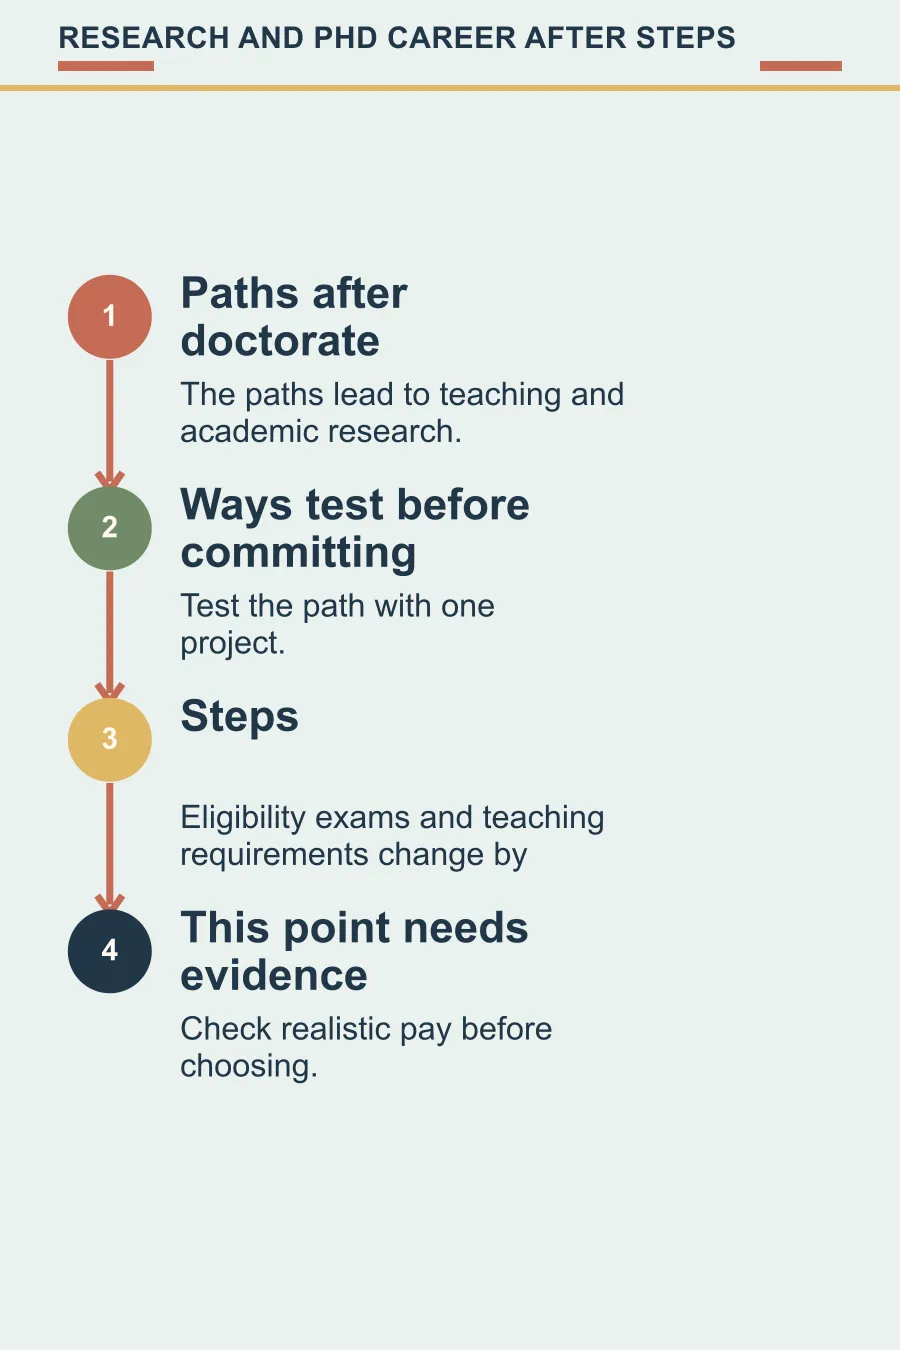 RESEARCH AND PHD CAREER AFTER STEPS
1
Paths after
doctorate
The paths lead to teaching and
academic research.
2
Ways test before
committing
Test the path with one
project.
3
Steps
Eligibility exams and teaching
requirements change by
4
This point needs
evidence
Check realistic pay before
choosing.